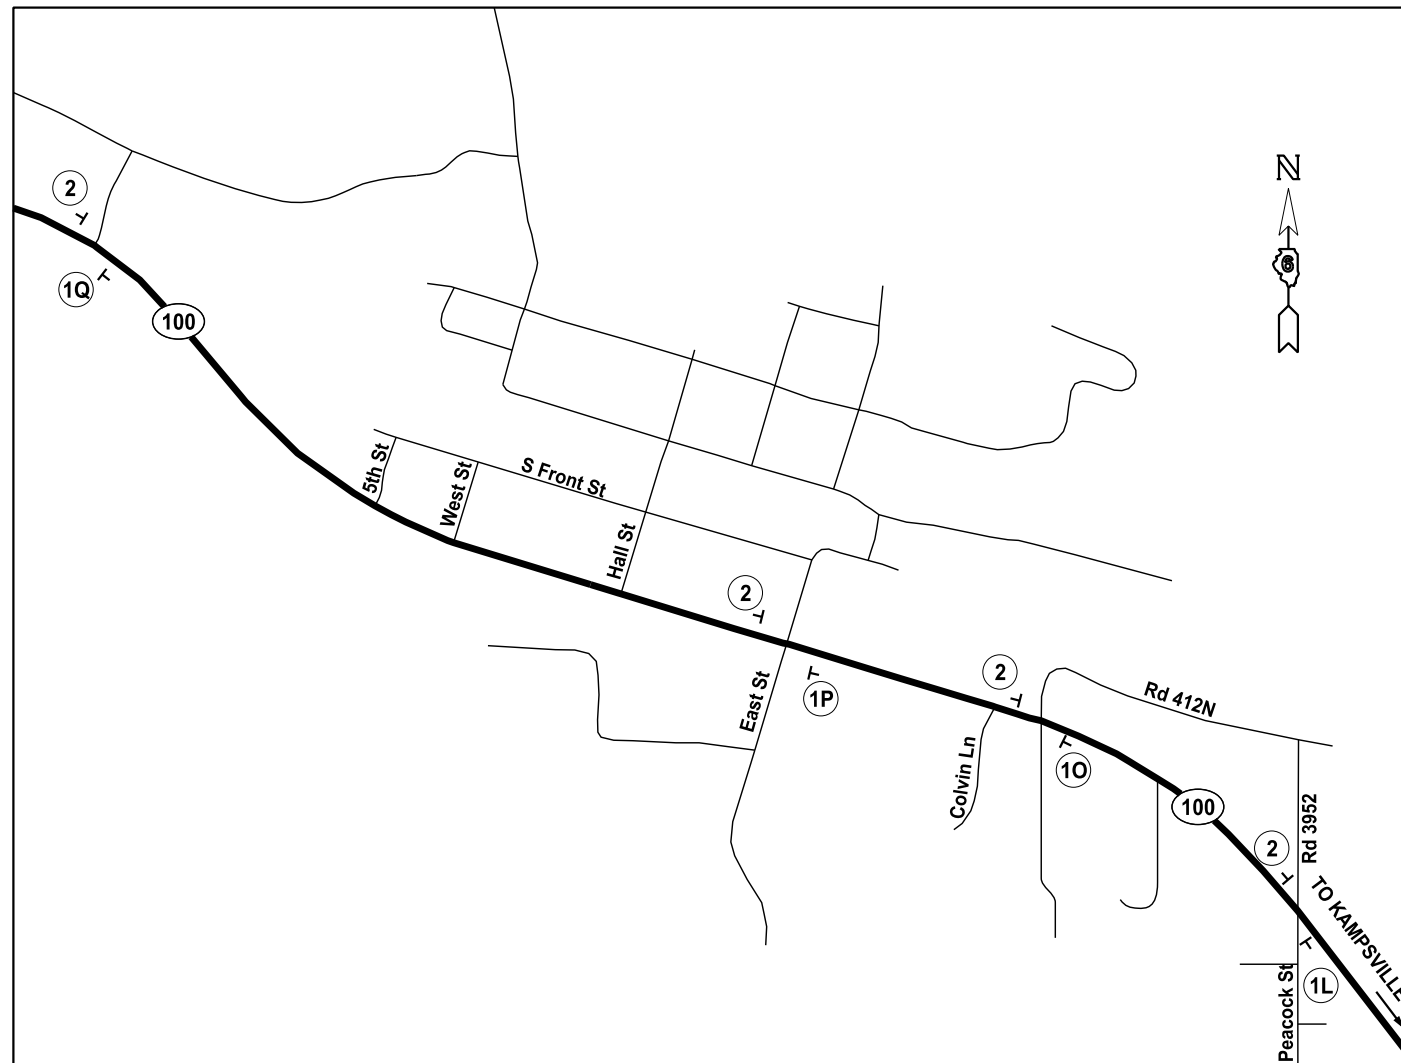 N
2
6
1Q
100
5th St
West St
S Front St
Hall St
2
2
East St
1P
Rd 412N
Colvin Ln
1O
100
Rd 3952
2
TO KAMPSVILLE
Peacock St
1L